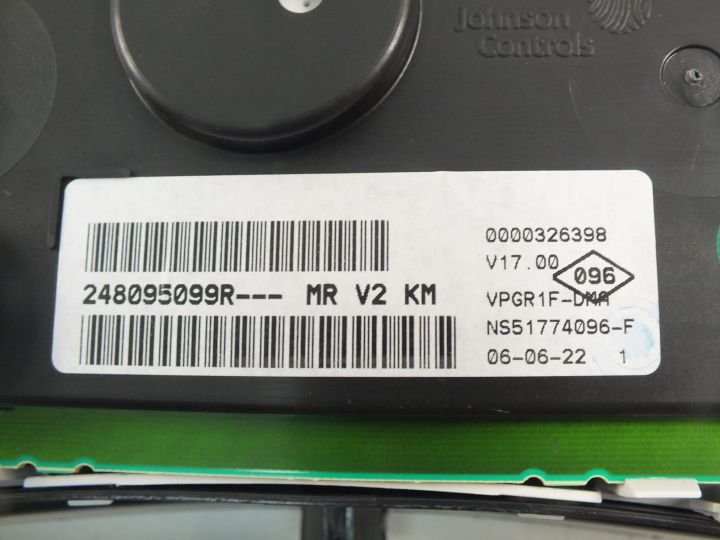 Johnson
Controls
0000326398
V17.00
096
248095099R--- MR V2 KM
VPGR1F-DMA
NS51774096-F
06-06-22 1